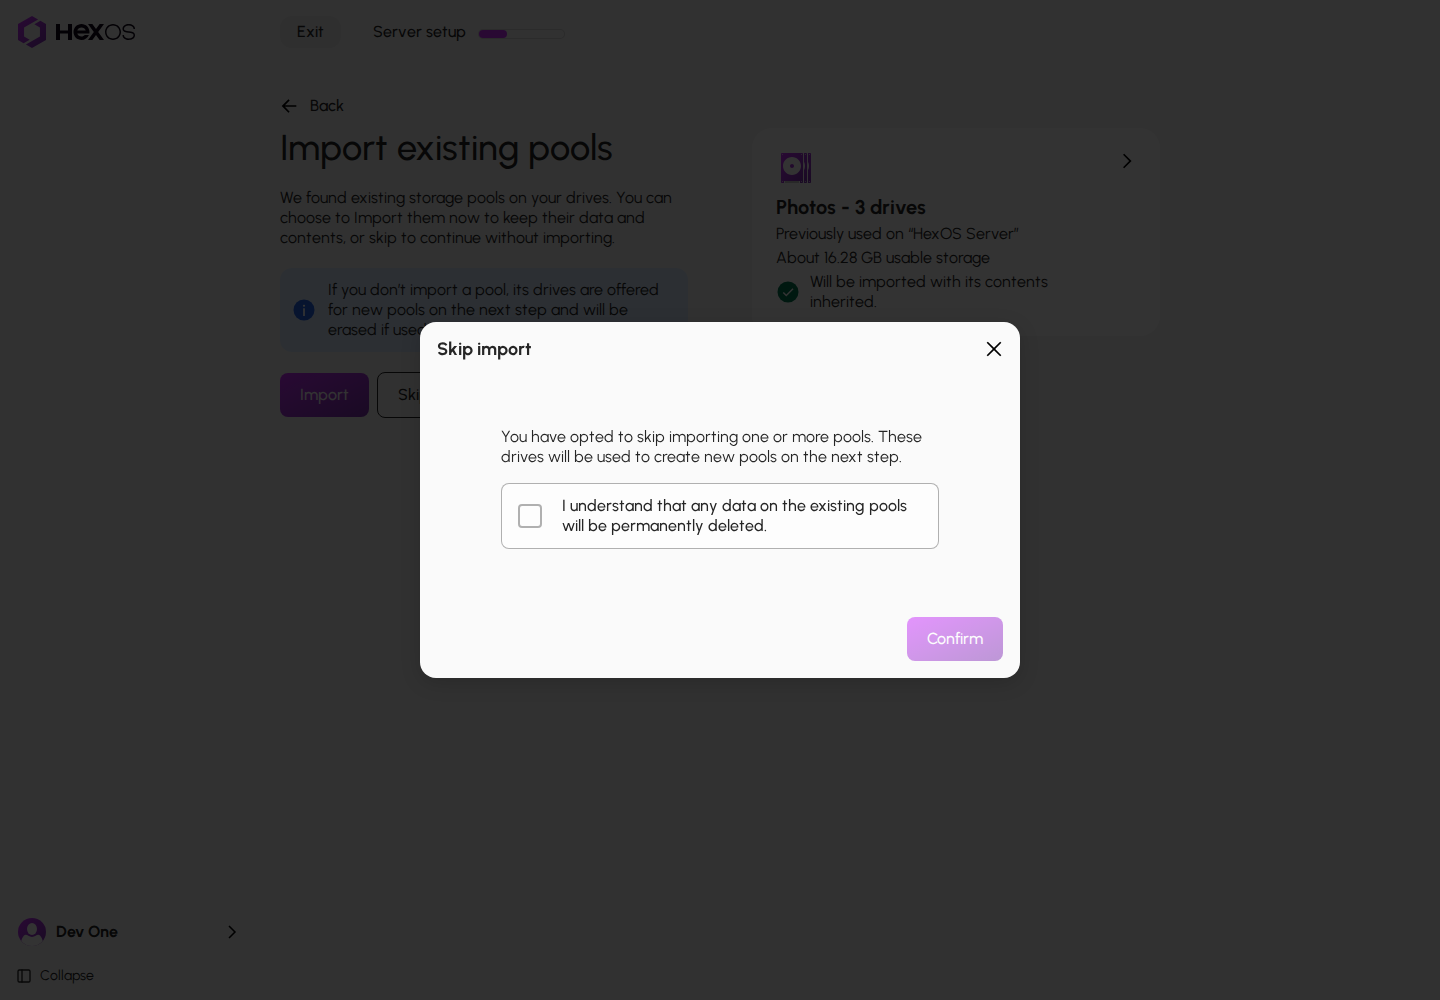 HexOS
Exit
Server setup
Back
Import existing pools
We found existing storage pools on your drives. You can
choose to Import them now to keep their data and
contents, or skip to continue without importing.
If you don't import a pool, its drives are offered
for new pools on the next step and will be
erased if used
Import
Photos - 3 drives
Previously used on “HexOS Server”
About 16.28 GB usable storage
Will be imported with its contents
inherited.
Skip import
You have opted to skip importing one or more pools. These
drives will be used to create new pools on the next step.
I understand that any data on the existing pools
will be permanently deleted.
Confirm
Dev One
Collapse